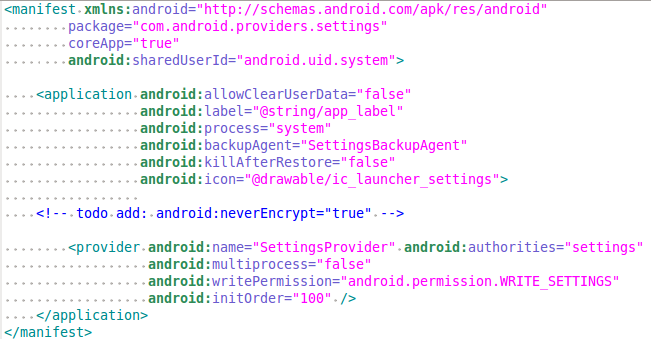 <manifest xmlns:android="http://schemas.android.com/apk/res/android"
        package="com.android.providers.settings"
        coreApp="true"
        android:sharedUserId="android.uid.system">

    <application android:allowClearUserData="false"
                 android:label="@string/app_label"
                 android:process="system"
                 android:backupAgent="SettingsBackupAgent"
                 android:killAfterRestore="false"
                 android:icon="@drawable/ic_launcher_settings">

    <!-- todo add: android:neverEncrypt="true" -->

        <provider android:name="SettingsProvider" android:authorities="settings"
                  android:multiprocess="false"
                  android:writePermission="android.permission.WRITE_SETTINGS"
                  android:initOrder="100" />
    </application>
</manifest>